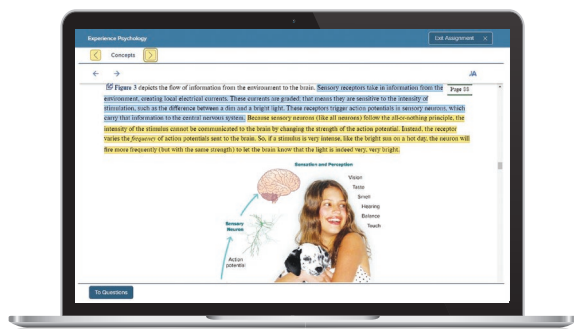 Experience Psychology
Exit Assignment X
Concepts
Figure 3 depicts the flow of information from the environment to the brain. Sensory receptors take in information from the
environment, creating local electrical currents. These currents are graded; that means they are sensitive to the intensity of
stimulation, such as the difference between a dim and a bright light. These receptors trigger action potentials in sensory neurons, which
carry that information to the central nervous system. Because sensory neurons (like all neurons) follow the all-or-nothing principle, the
intensity of the stimulus cannot be communicated to the brain by changing the strength of the action potential. Instead, the receptor
varies the frequency of action potentials sent to the brain. So, if a stimulus is very intense, like the bright sun on a hot day, the neuron will
fire more frequently (but with the same strength) to let the brain know that the light is indeed very, very bright.
Page
Sensation and Perception
Vision
Taste
Smell
Hearing
Balance
Touch
Sensory
Neuron
Action
potential
To Questions